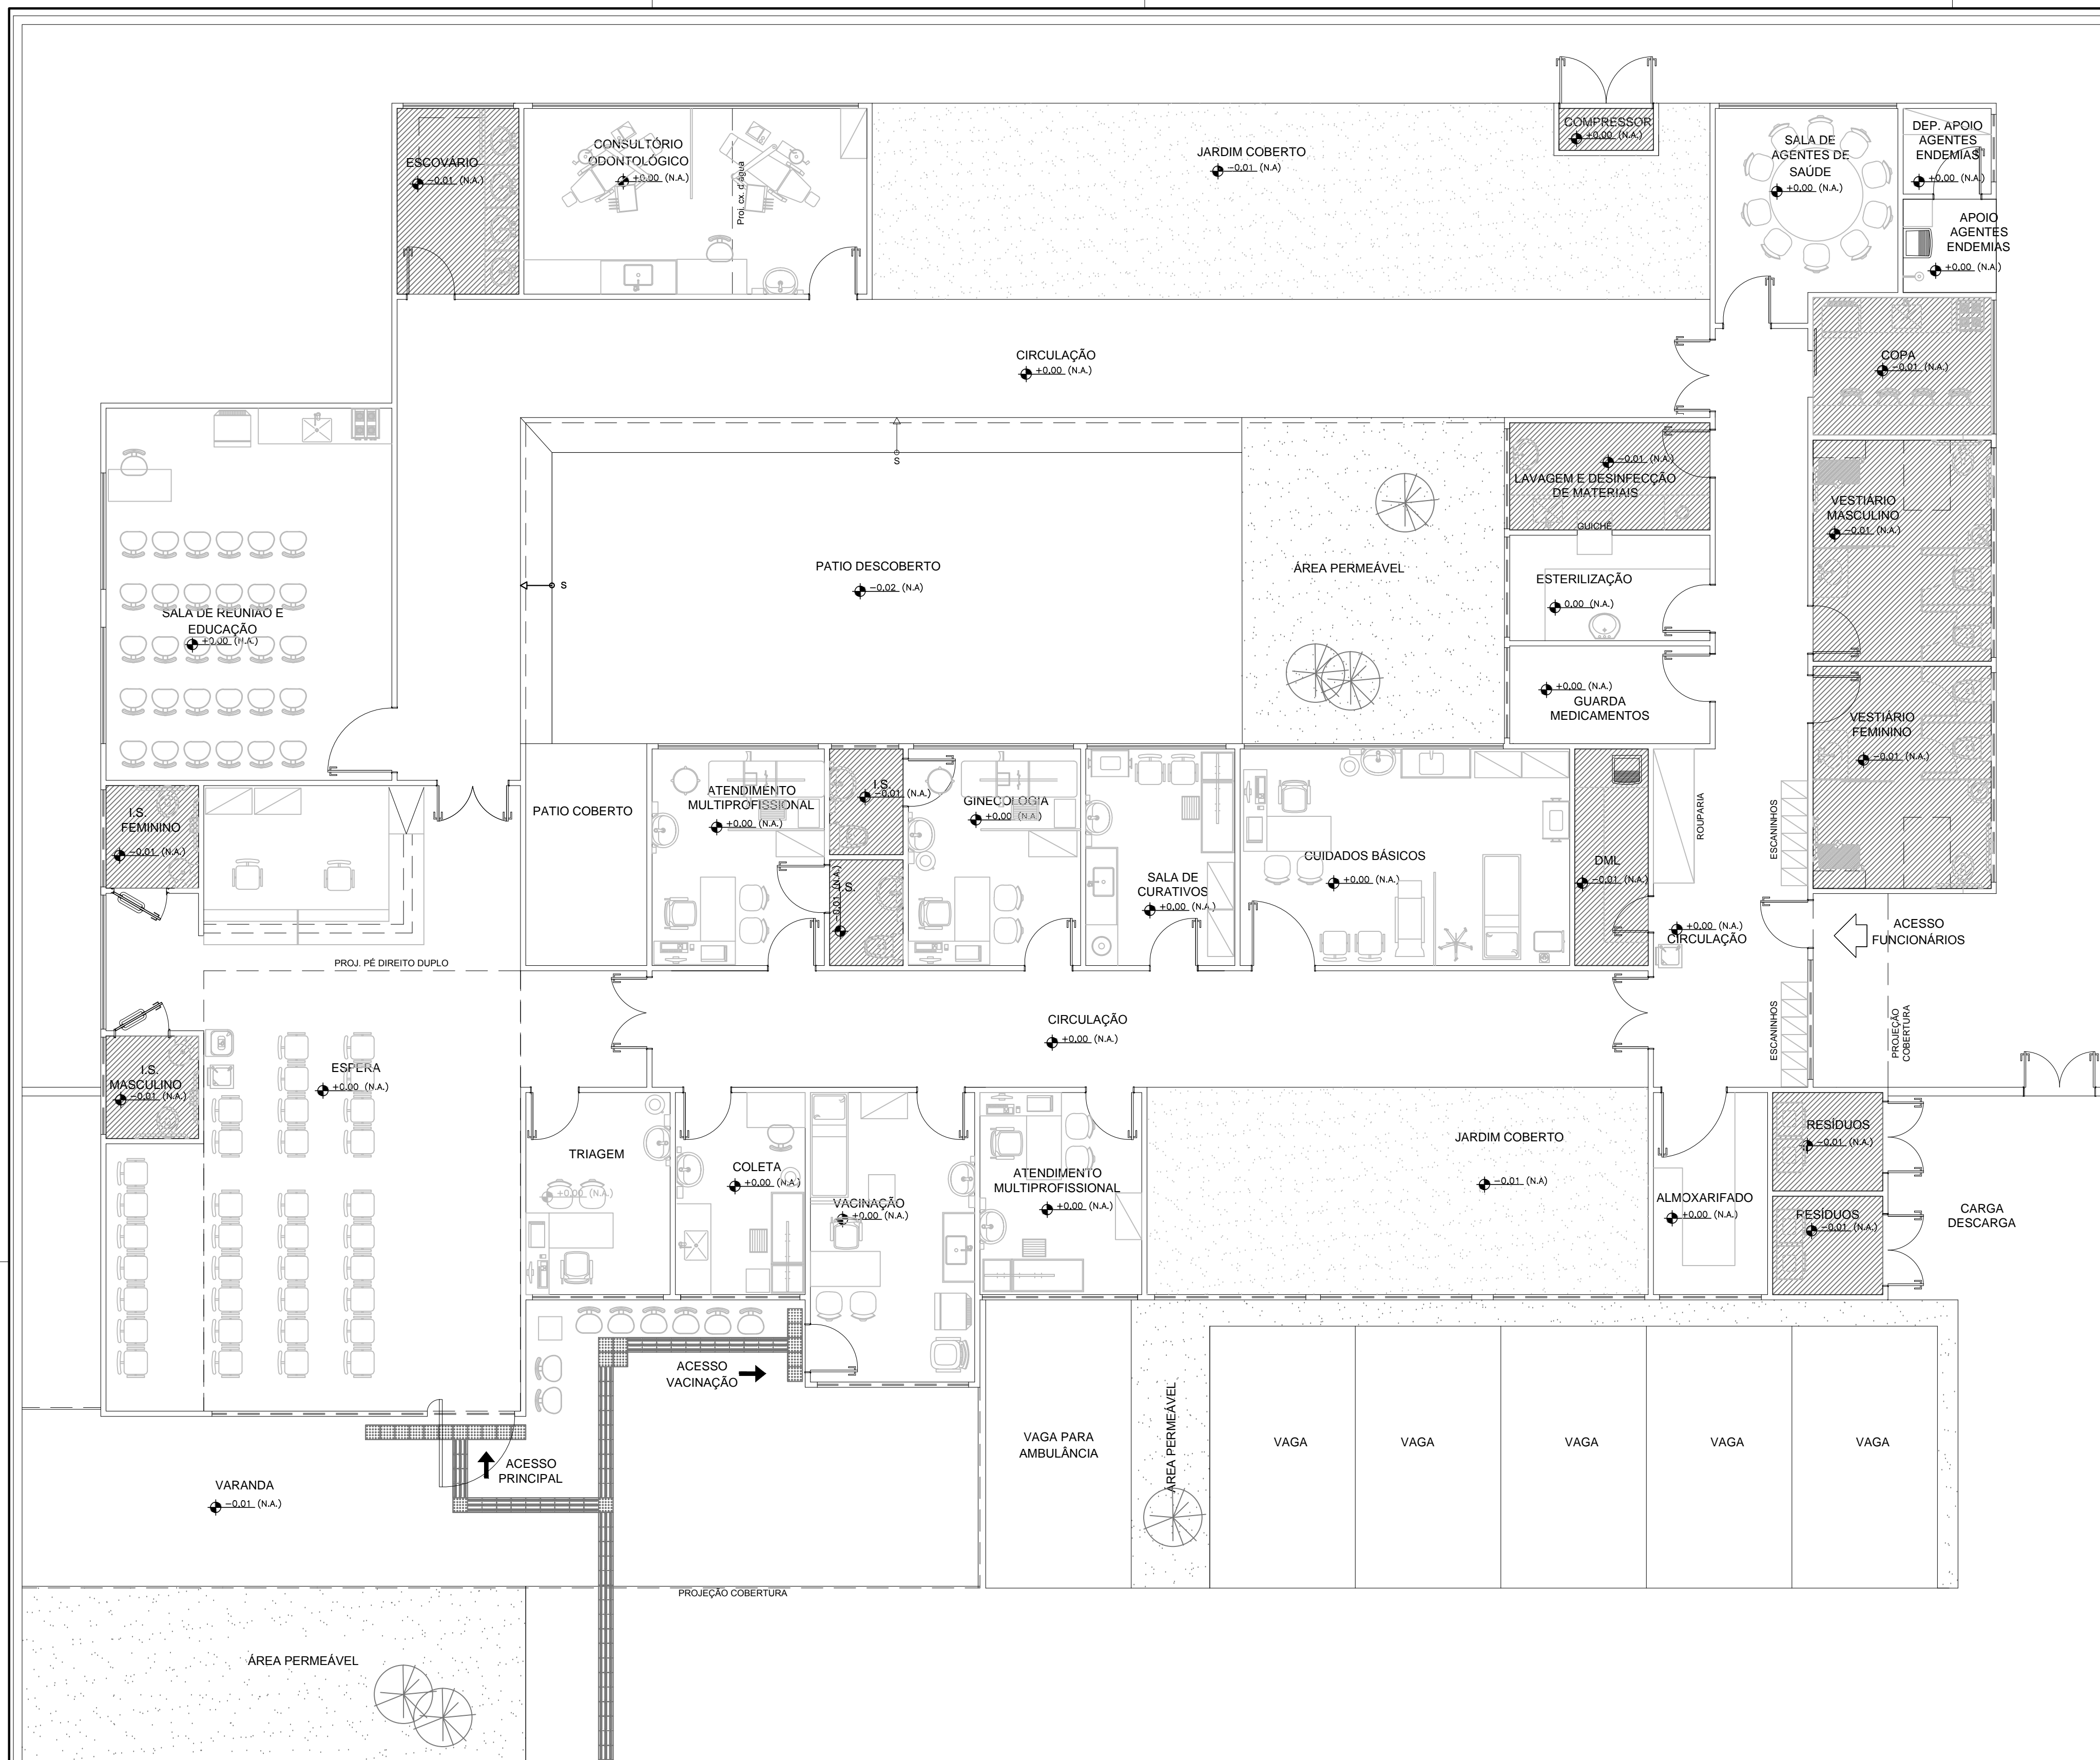 COMPRESSOR
+0.00 (N.A.)
ESCOVÁRIO
-0.01 (N.A.)
CONSULTÓRIO
ODONTOLÓGICO
+0.00 (N.A.)
Proj. cx. d'água
JARDIM COBERTO
-0.01 (N.A)
SALA DE
AGENTES DE
SAÚDE
+0.00 (N.A.)
DEP. APOIO
AGENTES
ENDEMIAS
+0.00 (N.A.)
APOIO
AGENTES
ENDEMIAS
+0.00 (N.A.)
CIRCULAÇÃO
+0.00 (N.A.)
COPA
-0.01 (N.A.)
S
S
PATIO DESCOBERTO
-0.02 (N.A)
ÁREA PERMEÁVEL
-0.01 (N.A.)
LAVAGEM E DESINFECÇÃO
DE MATERIAIS
GUICHÊ
ESTERILIZAÇÃO
0.00 (N.A.)
VESTIÁRIO
MASCULINO
-0.01 (N.A.)
SALA DE REUNIÃO E
EDUCAÇÃO
+0.00 (N.A.)
+0.00 (N.A.)
GUARDA
MEDICAMENTOS
VESTIÁRIO
FEMININO
-0.01 (N.A.)
I.S.
FEMININO
-0.01 (N.A.)
PATIO COBERTO
ATENDIMENTO
MULTIPROFISSIONAL
+0.00 (N.A.)
I.S.
-0.01 (N.A.)
I.S.
-0.01 (N.A.)
GINECOLOGIA
+0.00 (N.A.)
SALA DE
CURATIVOS
+0.00 (N.A.)
CUIDADOS BÁSICOS
+0.00 (N.A.)
DML
-0.01 (N.A.)
ROUPARIA
ESCANINHOS
+0.00 (N.A.)
CIRCULAÇÃO
ACESSO
FUNCIONÁRIOS
PROJ. PÉ DIREITO DUPLO
CIRCULAÇÃO
+0.00 (N.A.)
ESCANINHOS
PROJEÇÃO
COBERTURA
I.S.
MASCULINO
-0.01 (N.A.)
ESPERA
+0.00 (N.A.)
TRIAGEM
+0.00 (N.A.)
COLETA
+0.00 (N.A.)
VACINAÇÃO
+0.00 (N.A.)
ATENDIMENTO
MULTIPROFISSIONAL
+0.00 (N.A.)
JARDIM COBERTO
-0.01 (N.A)
ALMOXARIFADO
+0.00 (N.A.)
RESÍDUOS
-0.01 (N.A.)
RESÍDUOS
-0.01 (N.A.)
CARGA
DESCARGA
ACESSO
VACINAÇÃO
ACESSO
PRINCIPAL
VARANDA
-0.01 (N.A.)
VAGA PARA
AMBULÂNCIA
ÁREA PERMEÁVEL
VAGA
VAGA
VAGA
VAGA
VAGA
PROJEÇÃO COBERTURA
ÁREA PERMEÁVEL